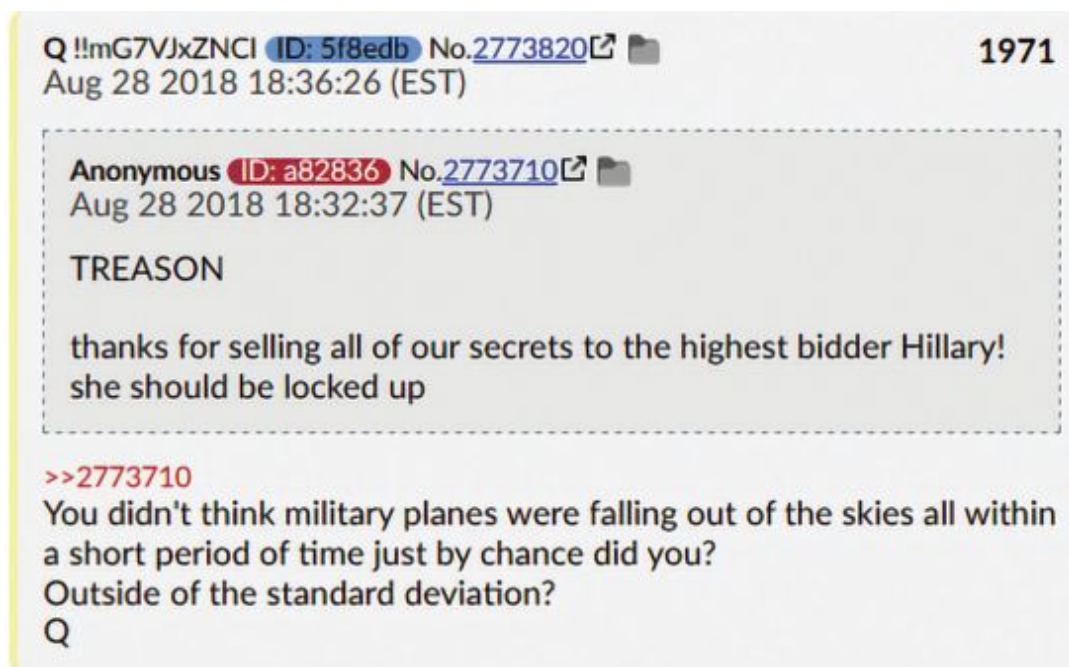 Q !!mG7VJxZNCI ID: 5f8edb No.2773820 1971
Aug 28 2018 18:36:26 (EST)
Anonymous ID: a82836 No.2773710
Aug 28 2018 18:32:37 (EST)
TREASON
thanks for selling all of our secrets to the highest bidder Hillary!
she should be locked up
>>2773710
You didn't think military planes were falling out of the skies all within
a short period of time just by chance did you?
Outside of the standard deviation?
Q